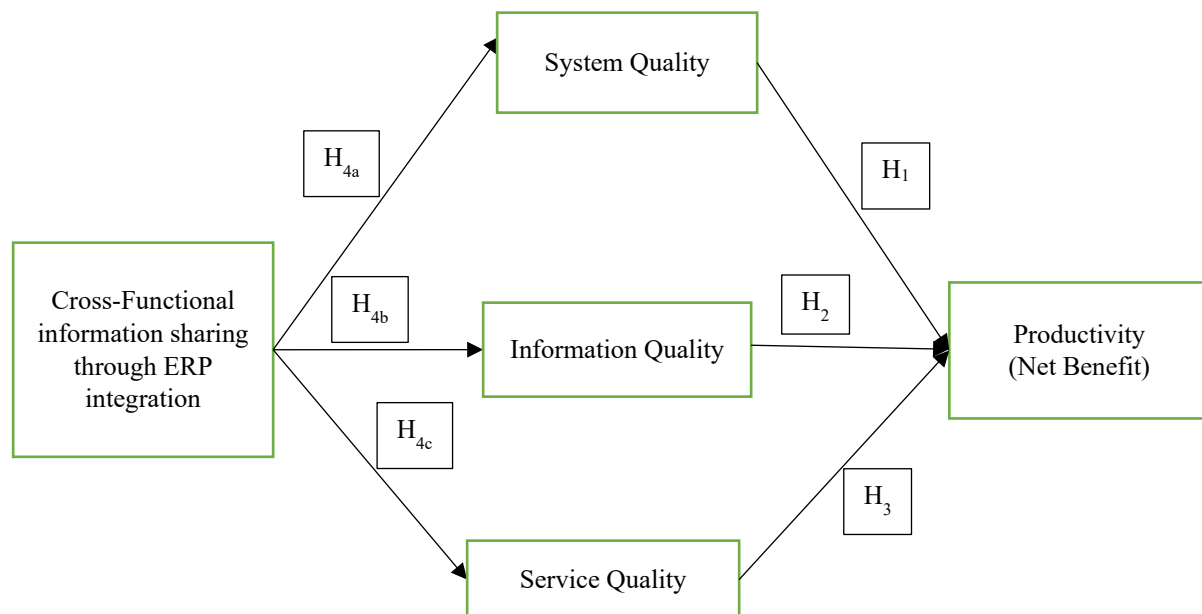 System Quality
H₄ₐ
H₁
Cross-Functional
information sharing
through ERP
integration
H₄b
Information Quality
H₂
Productivity
(Net Benefit)
H₄c
H₃
Service Quality